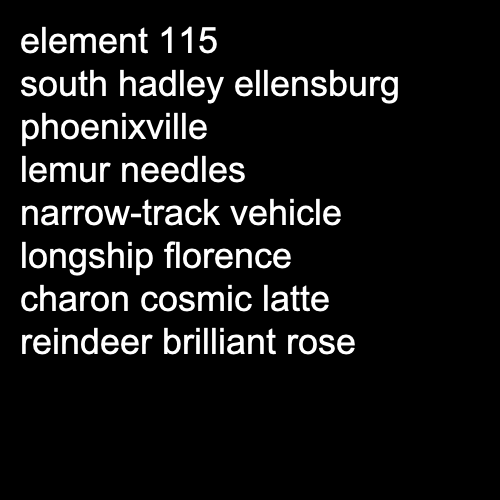 element 115
south hadley ellensburg
phoenixville
lemur needles
narrow-track vehicle
longship florence
charon cosmic latte
reindeer brilliant rose